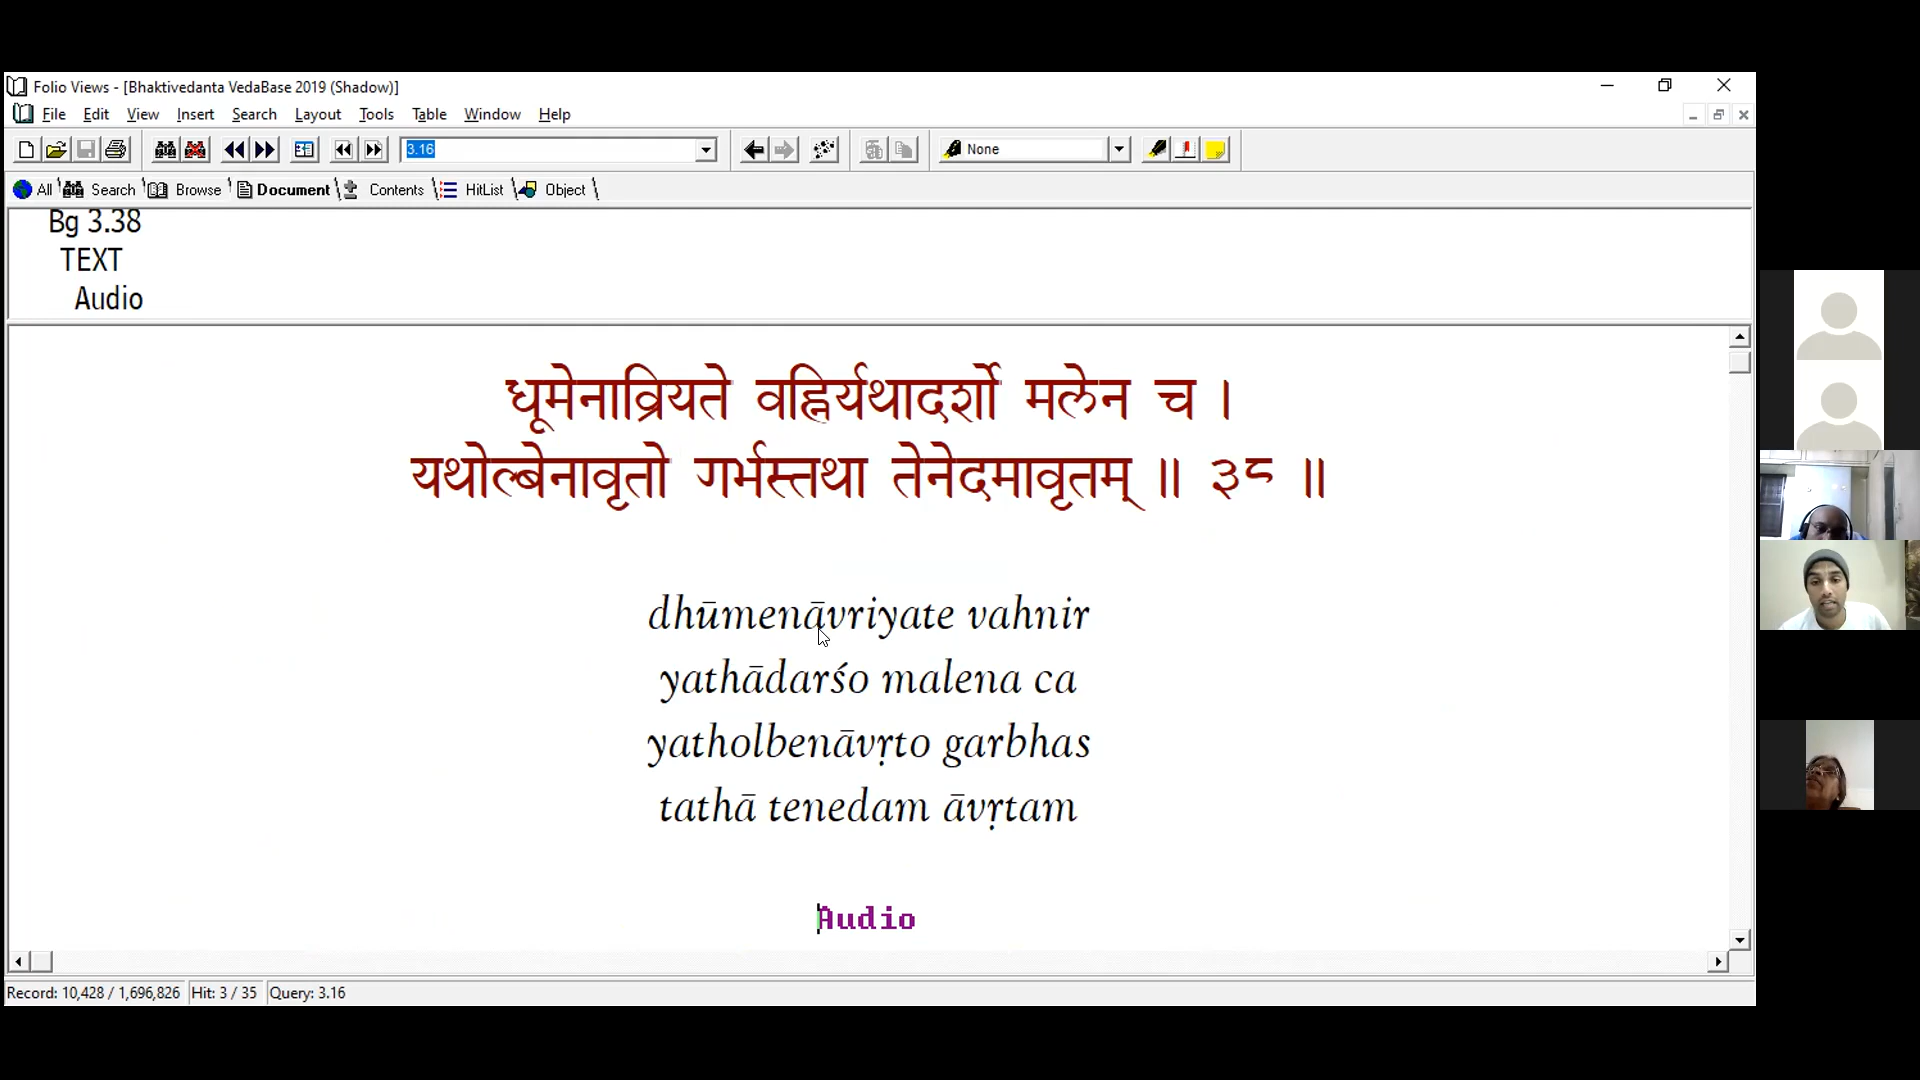 Folio Views - [Bhaktivedanta VedaBase 2019 (Shadow)]
File Edit View Insert Search Layout Tools Table Window Help
3.16 None
All Search Browse Document Contents HitList Object
Bg 3.38
TEXT
Audio
धूमेनाव्रियते वह्निर्यथादर्शो मलेन च ।
यथोल्बेनावृतो गर्भस्तथा तेनेदमावृतम् ॥ ३८ ॥
dhūmenāvriyate vahnir
yathādarśo malena ca
yatholbenāvṛto garbhas
tathā tenedam āvṛtam
Audio
Record: 10,428 / 1,696,826 Hit: 3 / 35 Query: 3.16